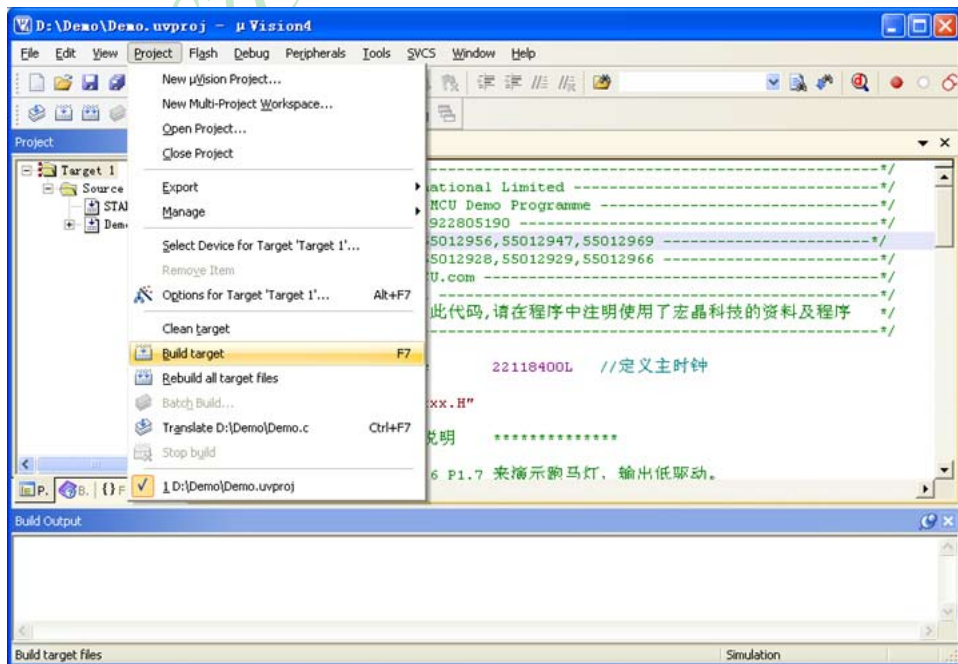 D:\Demo\Demo.uvproj - µVision4
File Edit View Project Flash Debug Peripherals Tools SVCS Window Help
New µVision Project...
New Multi-Project Workspace...
Open Project...
Close Project
Export
Manage
Select Device for Target 'Target 1'...
Remove Item
Options for Target 'Target 1'... Alt+F7
Clean target
Build target F7
Rebuild all target files
Batch Build...
Translate D:\Demo\Demo.c Ctrl+F7
Stop build
1 D:\Demo\Demo.uvproj
Project
Target 1
Source
STA
Dem
P. B. {} F
---*/
national Limited ---*/
MCU Demo Programme ---*/
922805190 ---*/
55012956,55012947,55012969 ---*/
55012928,55012929,55012966 ---*/
U.com ---*/
---*/
此代码,请在程序中注明使用了宏晶科技的资料及程序 */
---*/
22118400L //定义主时钟
xx.H"
说明 **************
6 P1.7 来演示跑马灯, 输出低驱动。
Build Output
Build target files Simulation